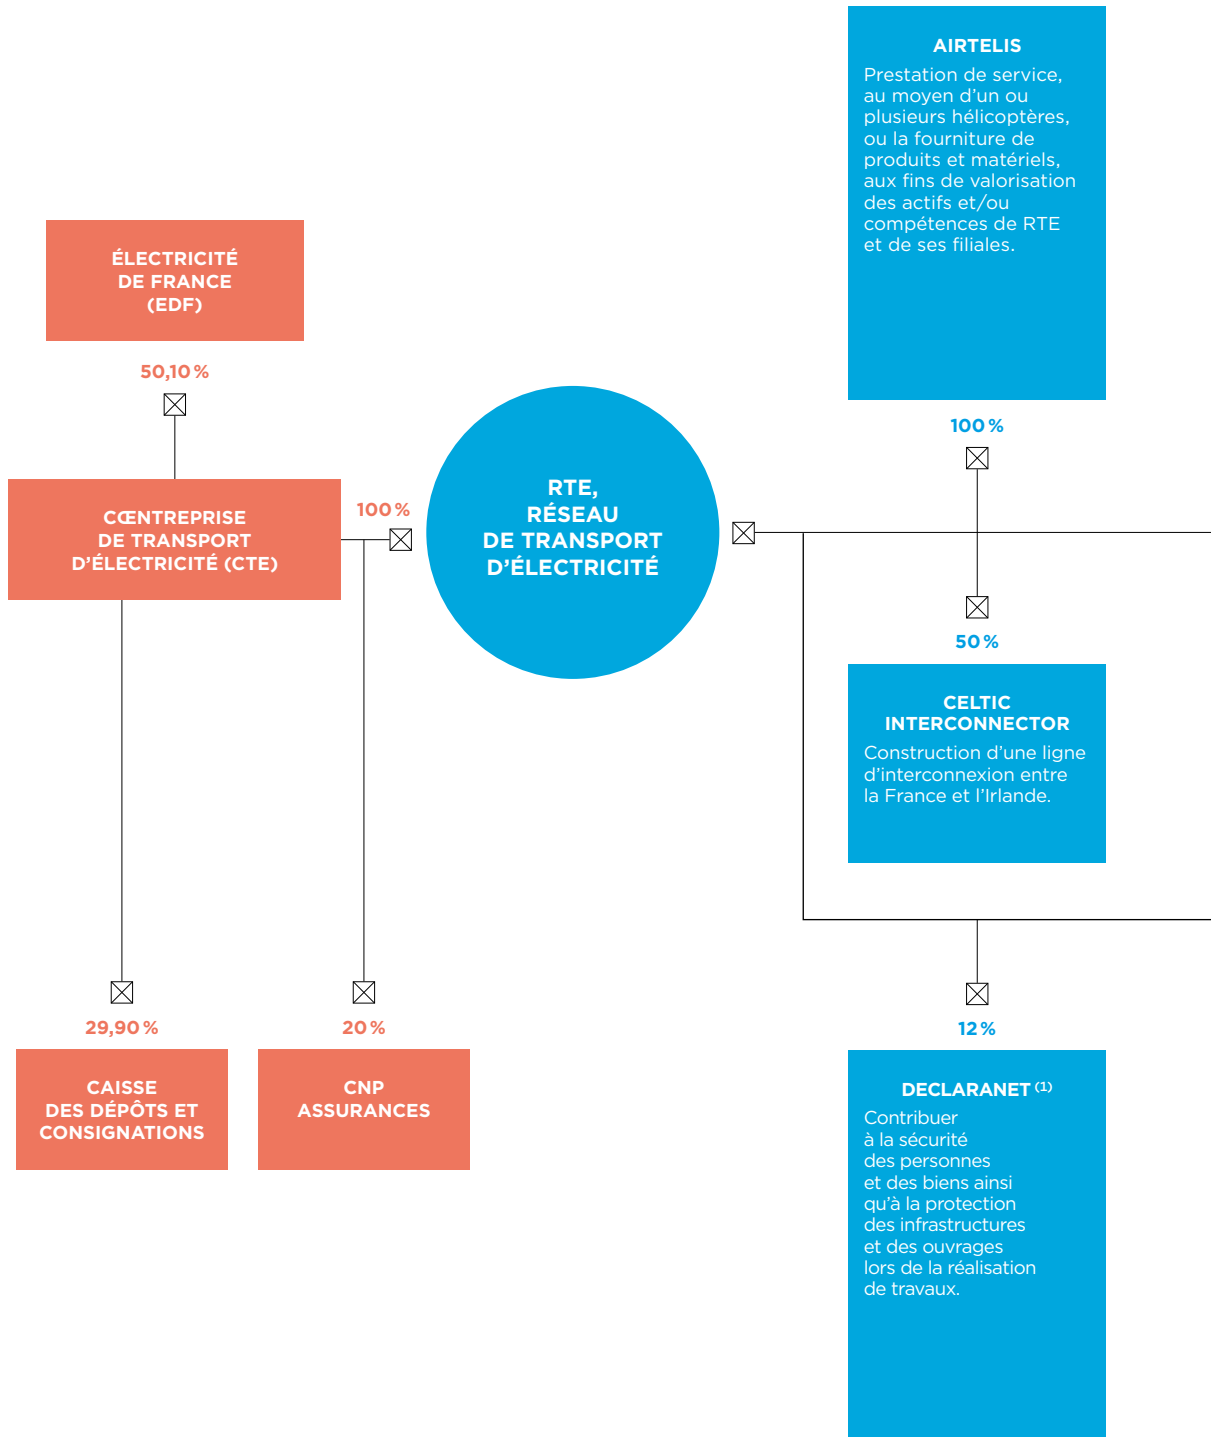 ÉLECTRICITÉ
DE FRANCE
(EDF)
50,10 %
CŒNTREPRISE
DE TRANSPORT
D’ÉLECTRICITÉ (CTE)
100 %
29,90 %
CAISSE
DES DÉPÔTS ET
CONSIGNATIONS
20 %
CNP
ASSURANCES
RTE,
RÉSEAU
DE TRANSPORT
D’ÉLECTRICITÉ
AIRTELIS
Prestation de service,
au moyen d’un ou
plusieurs hélicoptères,
ou la fourniture de
produits et matériels,
aux fins de valorisation
des actifs et/ou
compétences de RTE
et de ses filiales.
100 %
50 %
CELTIC
INTERCONNECTOR
Construction d’une ligne
d’interconnexion entre
la France et l’Irlande.
12 %
DECLARANET (1)
Contribuer
à la sécurité
des personnes
et des biens ainsi
qu’à la protection
des infrastructures
et des ouvrages
lors de la réalisation
de travaux.